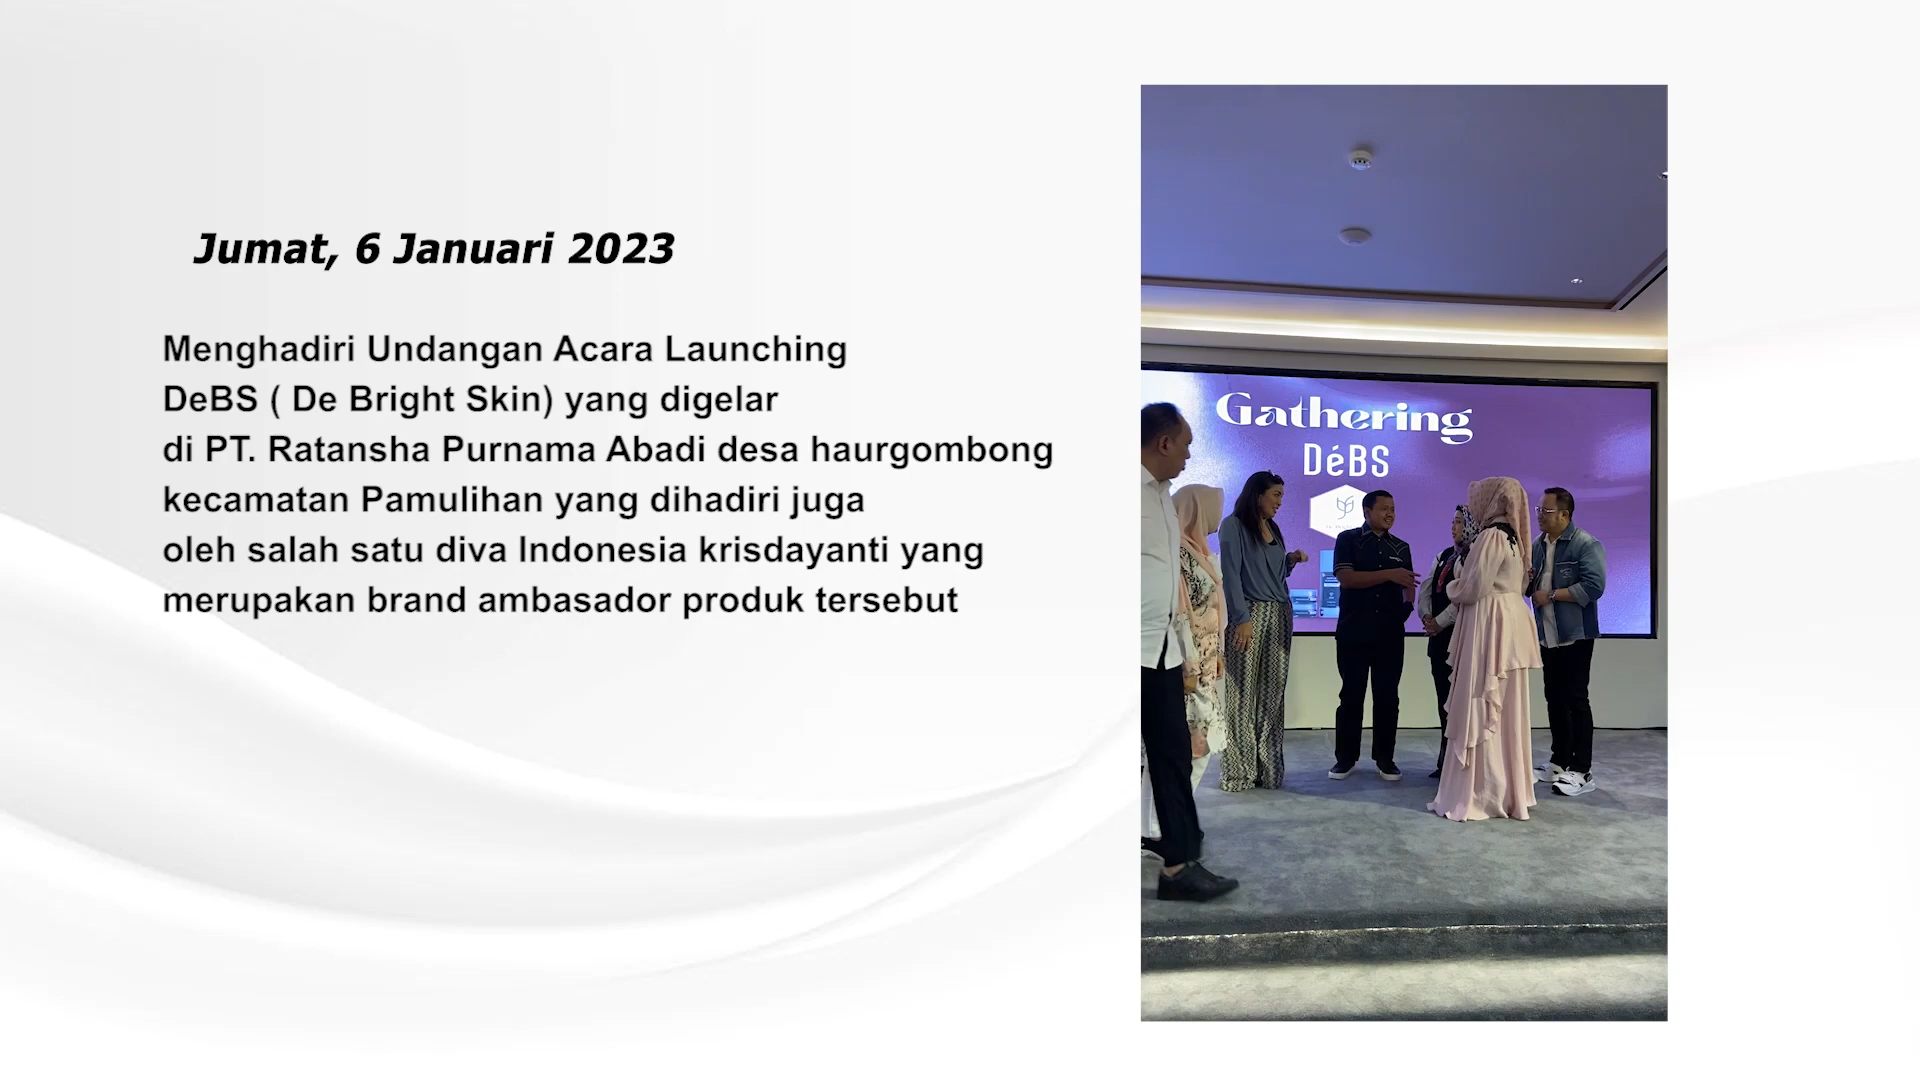 Jumat, 6 Januari 2023
Menghadiri Undangan Acara Launching
DeBS ( De Bright Skin) yang digelar
di PT. Ratansha Purnama Abadi desa haurgombong
kecamatan Pamulihan yang dihadiri juga
oleh salah satu diva Indonesia krisdayanti yang
merupakan brand ambasador produk tersebut
Gathering
DéBS